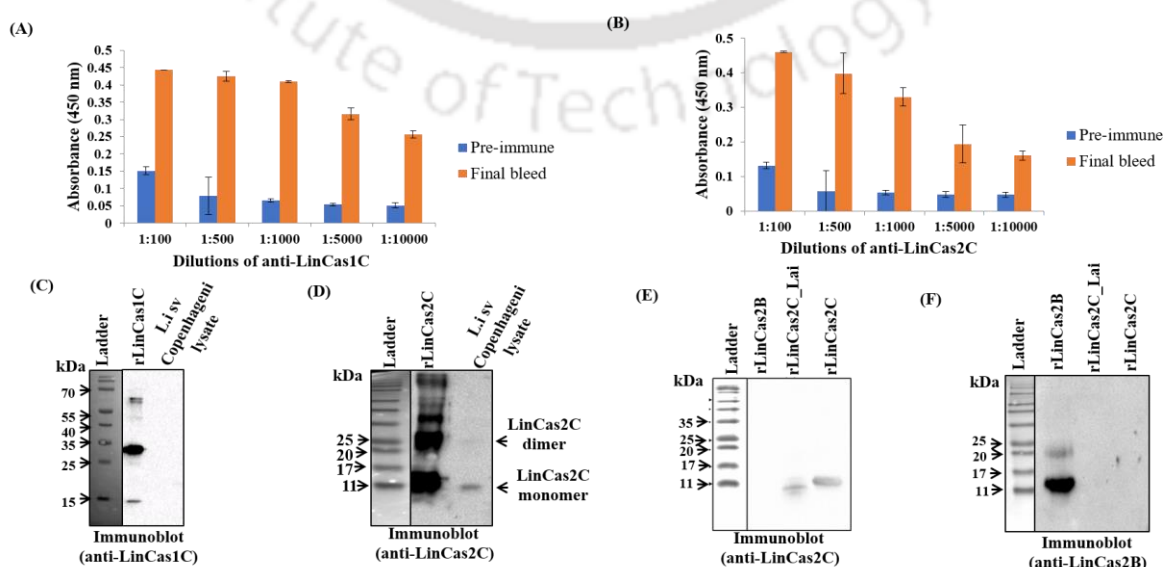 itute of Technology
(A)
0.5
0.45
0.4
0.35
0.3
0.25
0.2
0.15
0.1
0.05
0
Absorbance (450 nm)
1:100 1:500 1:1000 1:5000 1:10000
Dilutions of anti-LinCas1C
Pre-immune
Final bleed
(B)
0.5
0.4
0.3
0.2
0.1
0
Absorbance (450 nm)
1:100 1:500 1:1000 1:5000 1:10000
Dilutions of anti-LinCas2C
Pre-immune
Final bleed
(C)
Ladder
rLinCas1C
L.i sv
Copenhageni
lysate
kDa
70
55
40
35
25
15
Immunoblot
(anti-LinCas1C)
(D)
Ladder
rLinCas2C
L.i sv
Copenhageni
lysate
kDa
25
20
17
11
LinCas2C
dimer
LinCas2C
monomer
Immunoblot
(anti-LinCas2C)
(E)
Ladder
rLinCas2B
rLinCas2C_Lai
rLinCas2C
kDa
35
25
20
17
11
Immunoblot
(anti-LinCas2C)
(F)
Ladder
rLinCas2B
rLinCas2C_Lai
rLinCas2C
kDa
25
20
17
11
Immunoblot
(anti-LinCas2B)